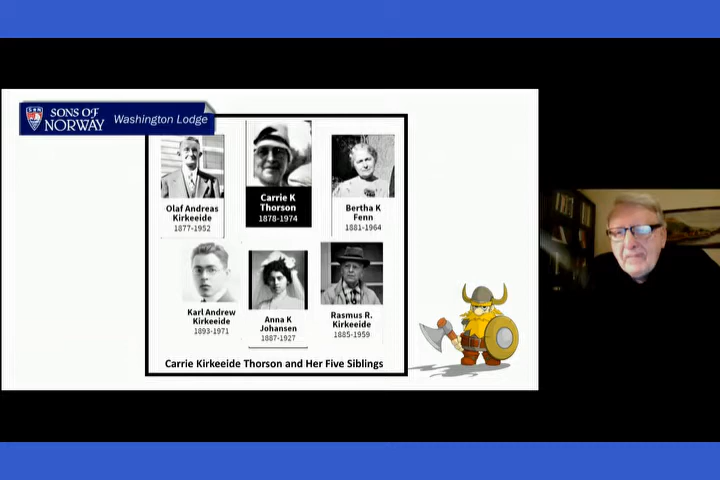 SONS OF
NORWAY
Washington Lodge
Olaf Andreas
Kirkeeide
1877-1952
Carrie K
Thorson
1878-1974
Bertha K
Fenn
1881-1964
Karl Andrew
Kirkeeide
1893-1971
Anna K
Johansen
1887-1927
Rasmus R.
Kirkeeide
1885-1959
Carrie Kirkeeide Thorson and Her Five Siblings